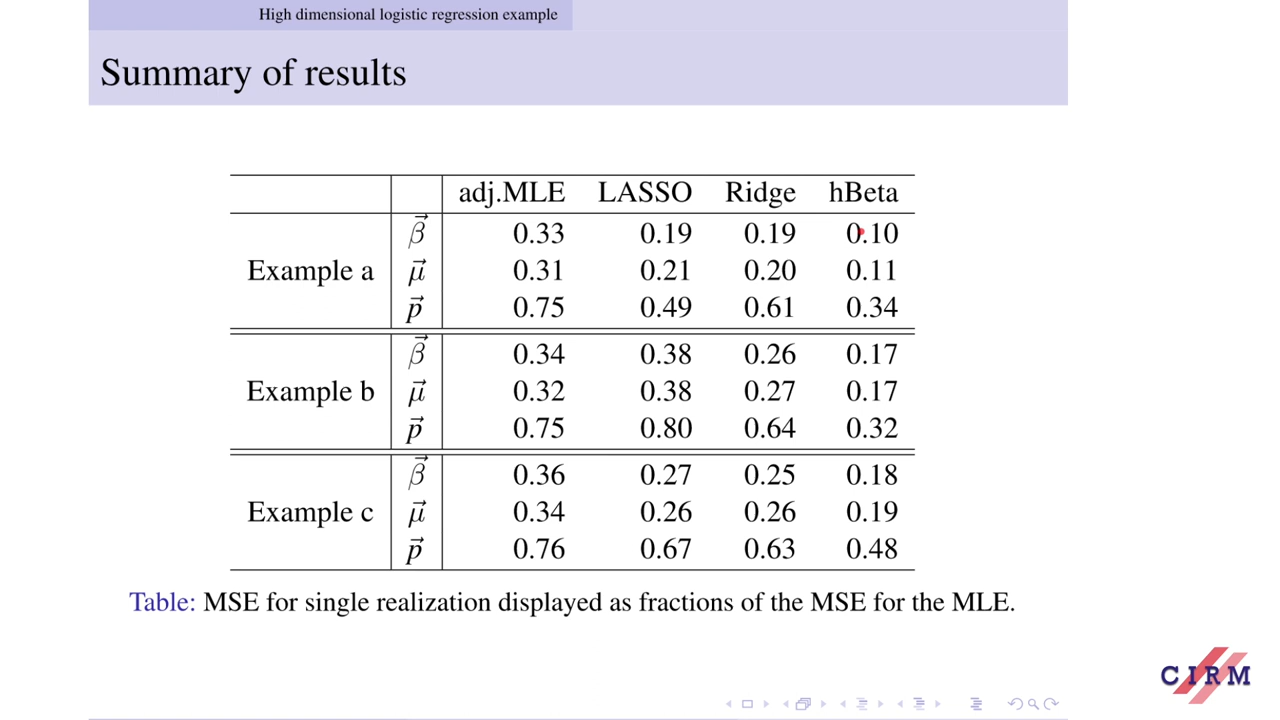 High dimensional logistic regression example
Summary of results
adj.MLE LASSO Ridge hBeta
Example a
β⃗ 0.33 0.19 0.19 0.10
μ⃗ 0.31 0.21 0.20 0.11
p⃗ 0.75 0.49 0.61 0.34
Example b
β⃗ 0.34 0.38 0.26 0.17
μ⃗ 0.32 0.38 0.27 0.17
p⃗ 0.75 0.80 0.64 0.32
Example c
β⃗ 0.36 0.27 0.25 0.18
μ⃗ 0.34 0.26 0.26 0.19
p⃗ 0.76 0.67 0.63 0.48
Table: MSE for single realization displayed as fractions of the MSE for the MLE.
CIRM